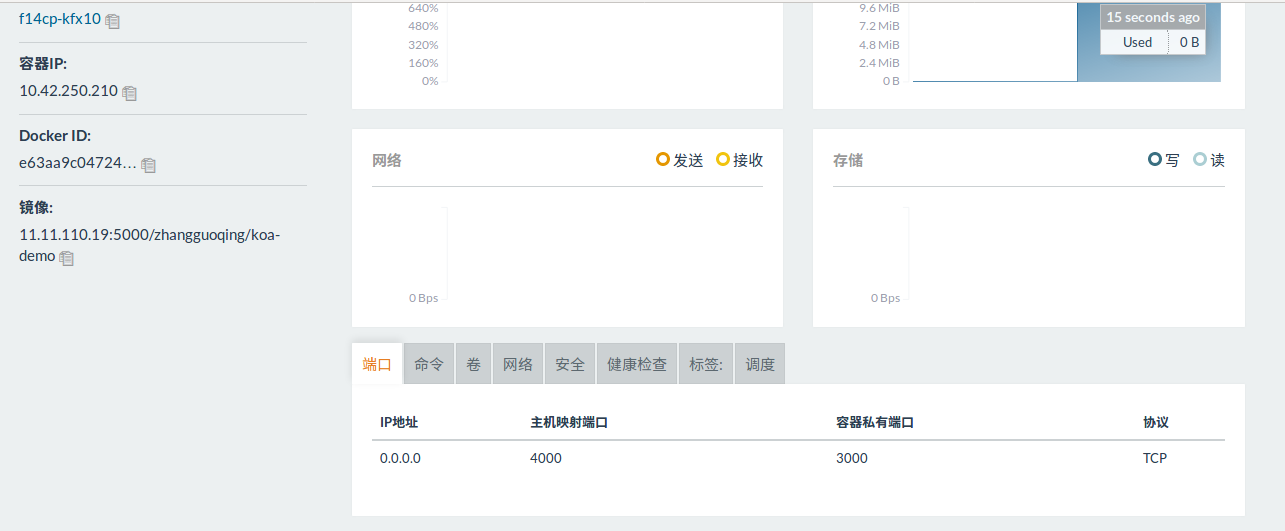 f14cp-kfx10
容器IP:
10.42.250.210
Docker ID:
e63aa9c04724...
镜像:
11.11.110.19:5000/zhangguoqing/koa-
demo
640%
480%
320%
160%
0%
9.6 MiB
7.2 MiB
4.8 MiB
2.4 MiB
0 B
15 seconds ago
Used 0 B
网络 发送 接收
0 Bps
存储 写 读
0 Bps
端口 命令 卷 网络 安全 健康检查 标签: 调度
IP地址 主机映射端口 容器私有端口 协议
0.0.0.0 4000 3000 TCP